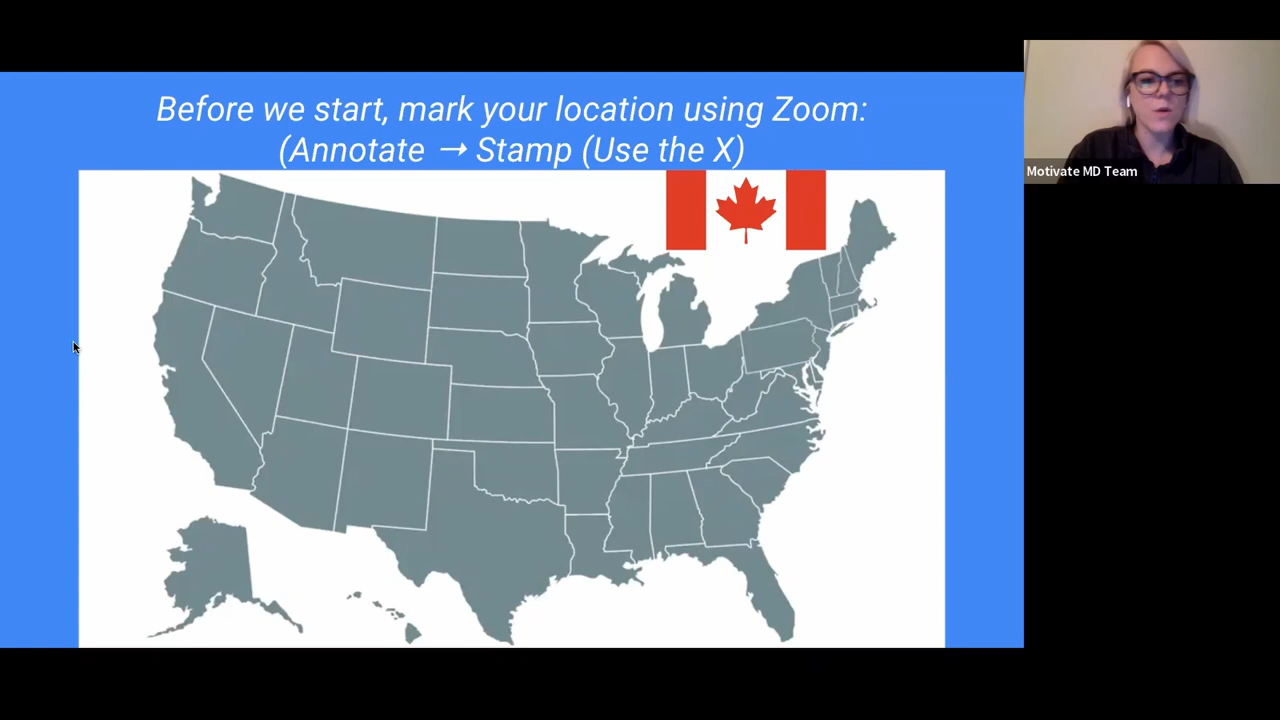 Before we start, mark your location using Zoom:
(Annotate → Stamp (Use the X)
Motivate MD Team